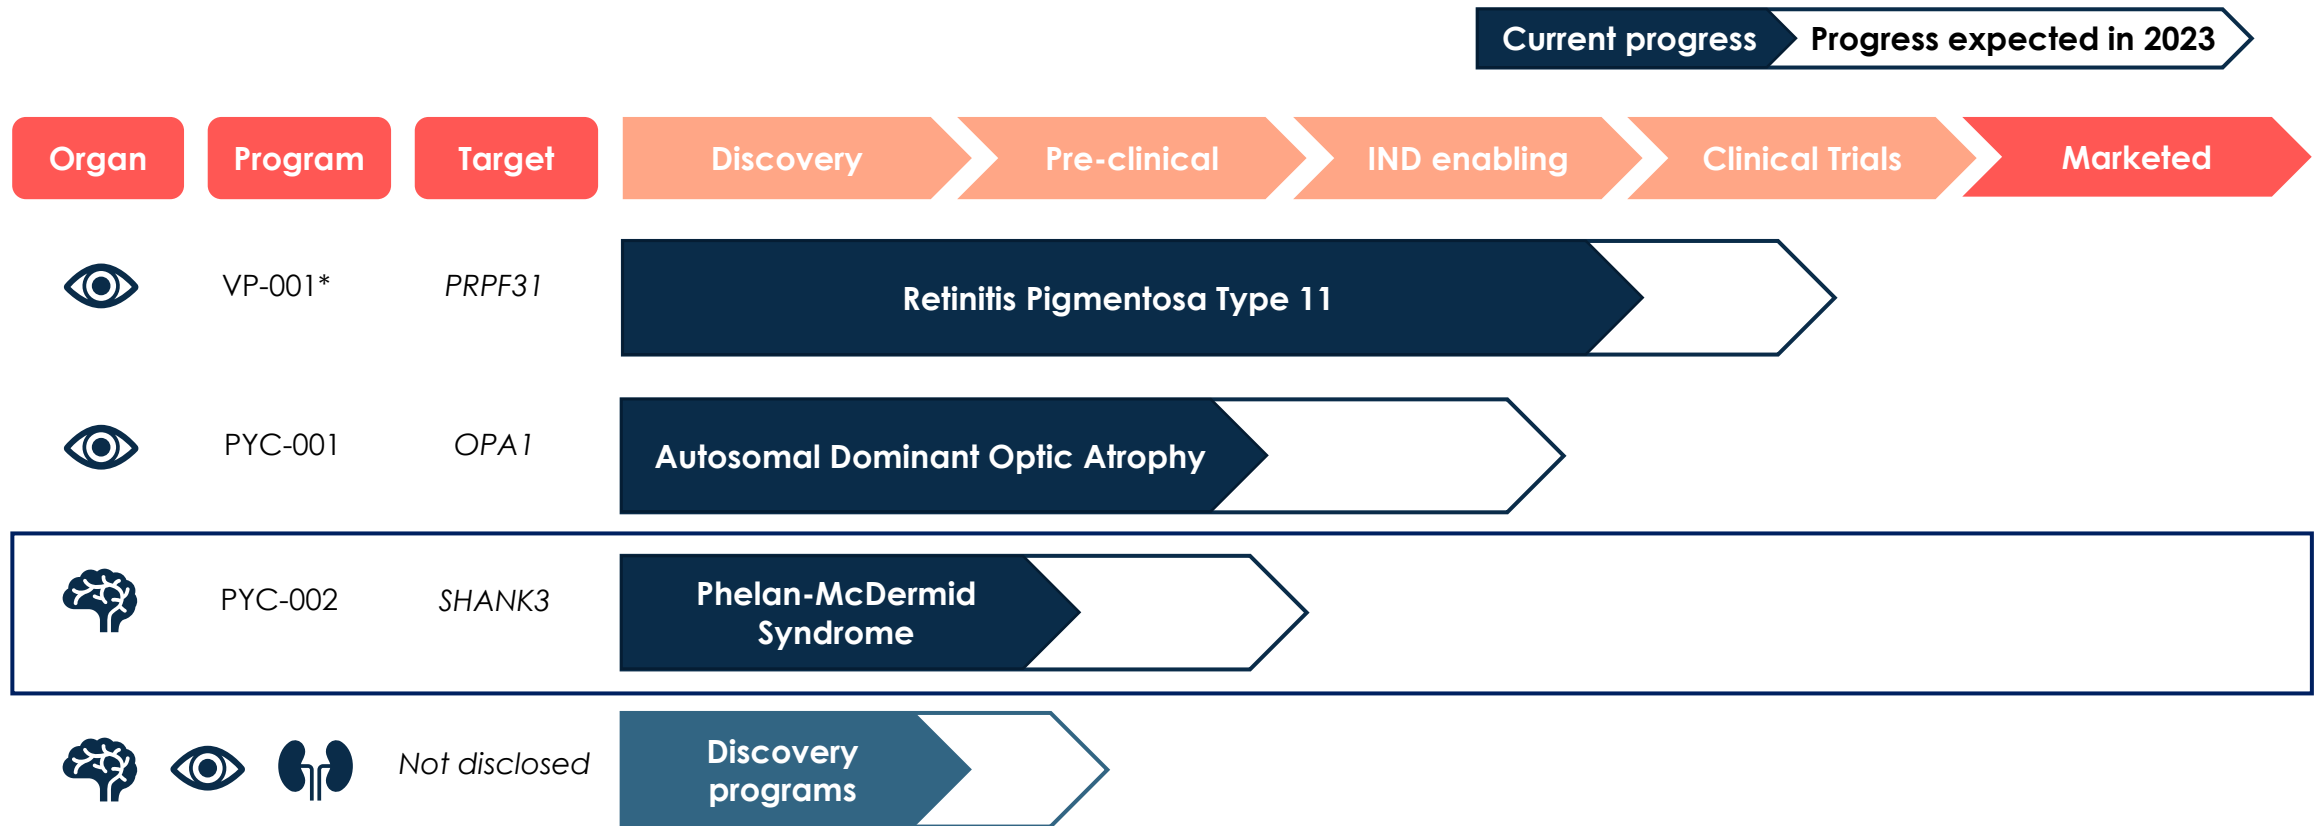 Current progress
Progress expected in 2023
Organ
Program
Target
Discovery
Pre-clinical
IND enabling
Clinical Trials
Marketed
VP-001*
PRPF31
Retinitis Pigmentosa Type 11
PYC-001
OPA1
Autosomal Dominant Optic Atrophy
PYC-002
SHANK3
Phelan-McDermid
Syndrome
Not disclosed
Discovery
programs